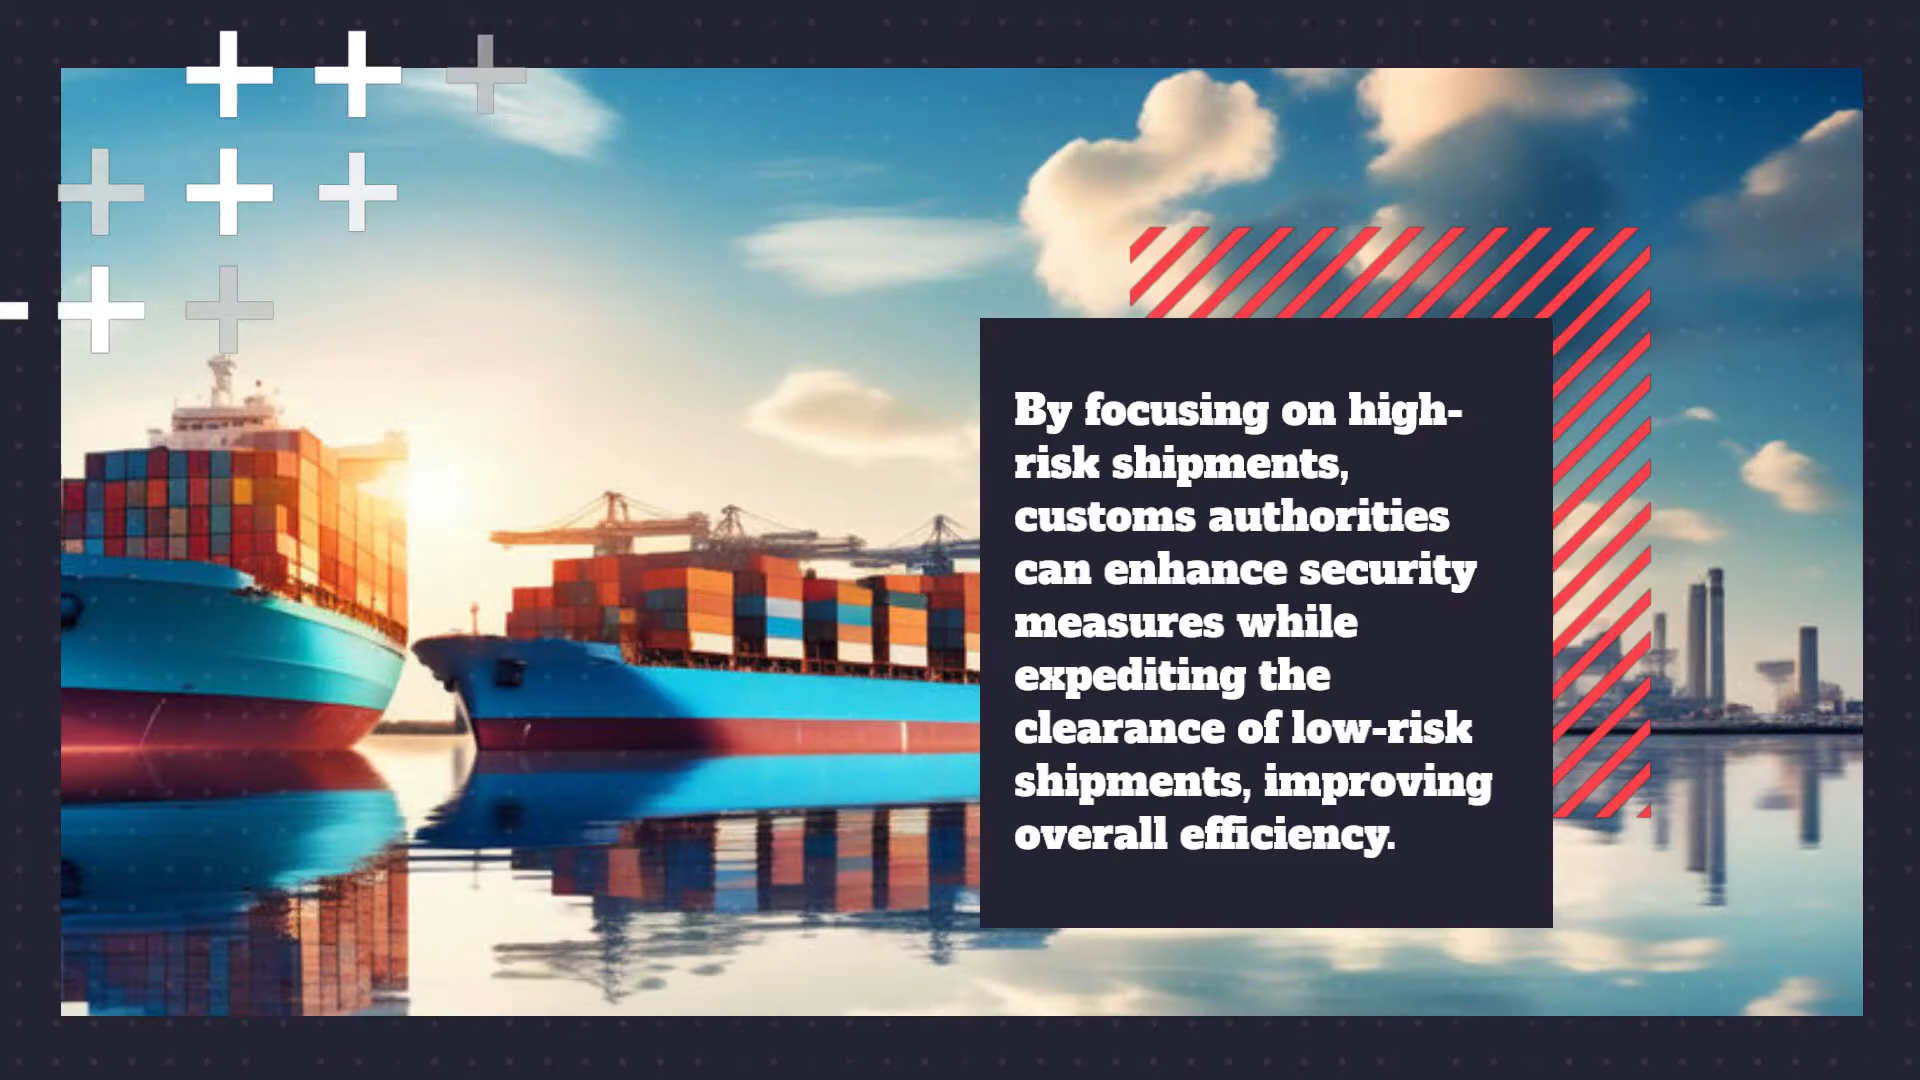 By focusing on high-
risk shipments,
customs authorities
can enhance security
measures while
expediting the
clearance of low-risk
shipments, improving
overall efficiency.